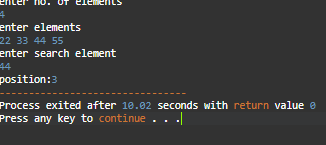 enter no. of elements
4
enter elements
22 33 44 55
enter search element
44
position:3
--------------------------------
Process exited after 10.02 seconds with return value 0
Press any key to continue . . .